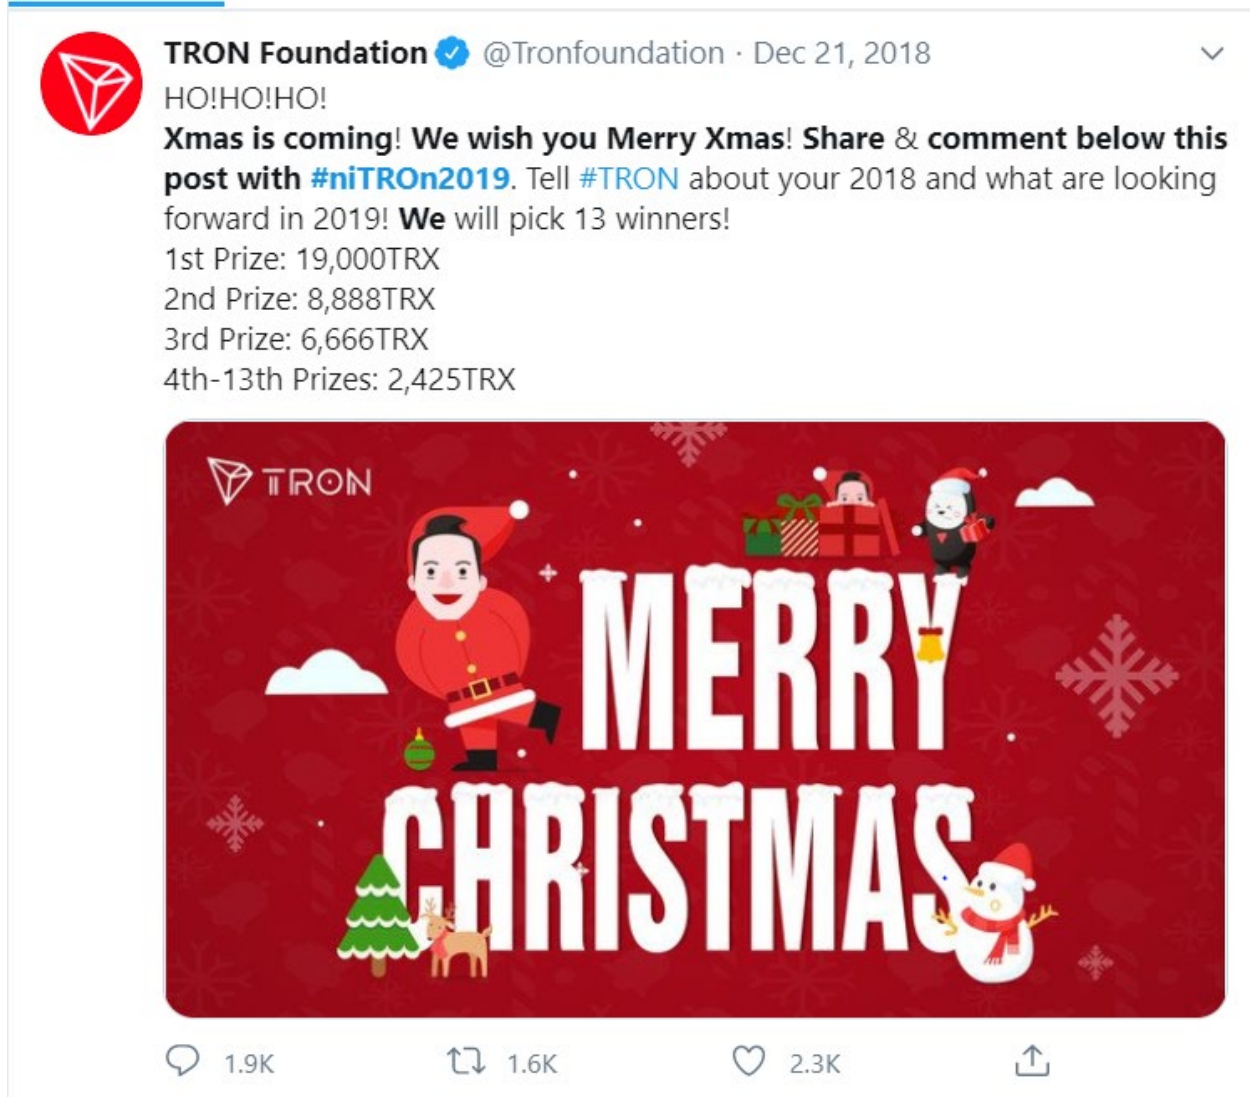 TRON Foundation @Tronfoundation · Dec 21, 2018
HO!HO!HO!
Xmas is coming! We wish you Merry Xmas! Share & comment below this
post with #niTROn2019. Tell #TRON about your 2018 and what are looking
forward in 2019! We will pick 13 winners!
1st Prize: 19,000TRX
2nd Prize: 8,888TRX
3rd Prize: 6,666TRX
4th-13th Prizes: 2,425TRX
TRON
MERRY
CHRISTMAS
1.9K 1.6K 2.3K